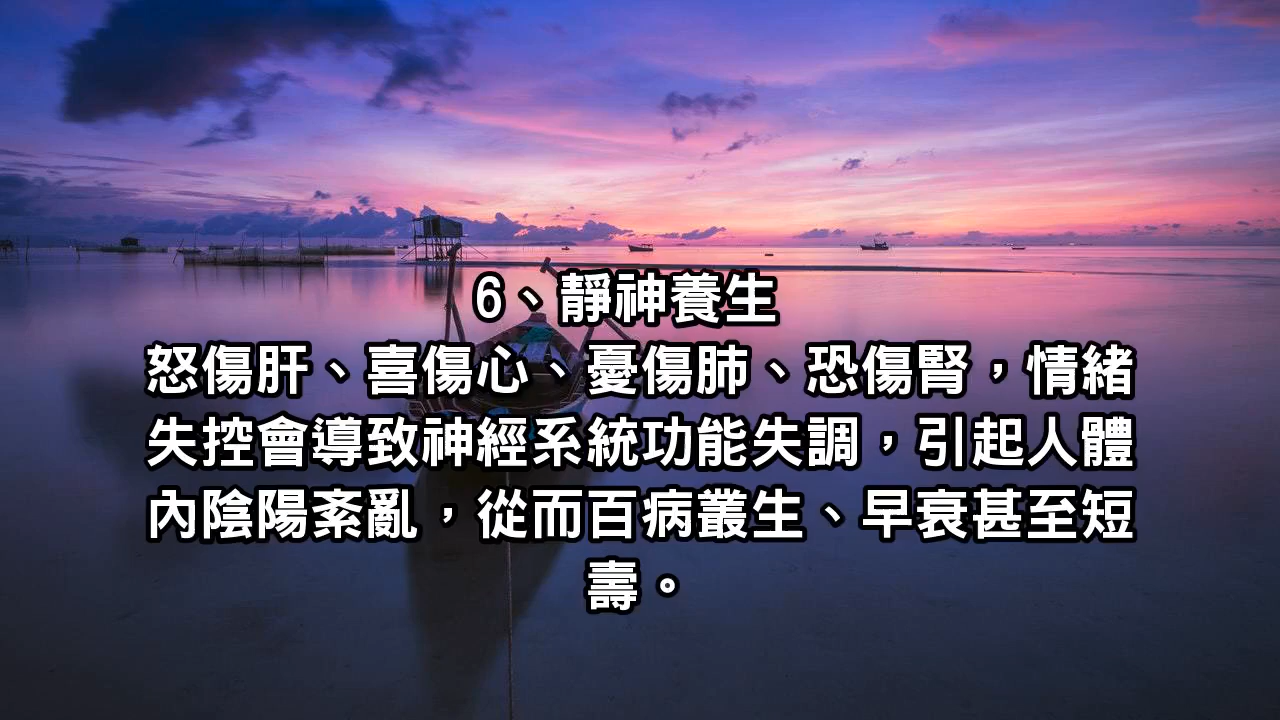 6、靜神養生
怒傷肝、喜傷心、憂傷肺、恐傷腎，情緒
失控會導致神經系統功能失調，引起人體
內陰陽紊亂，從而百病叢生、早衰甚至短
壽。